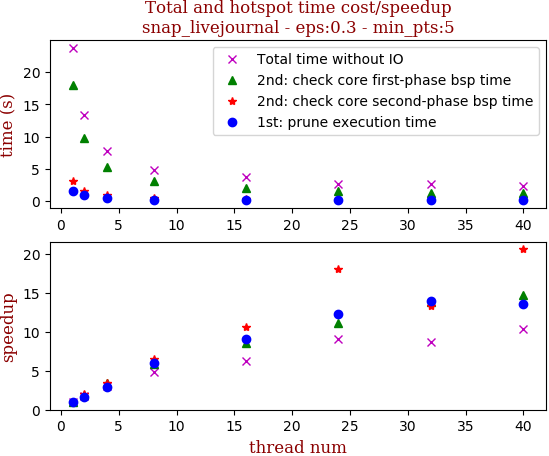 Total and hotspot time cost/speedup
snap_livejournal - eps:0.3 - min_pts:5
time (s)
20
15
10
5
0
Total time without IO
2nd: check core first-phase bsp time
2nd: check core second-phase bsp time
1st: prune execution time
0 5 10 15 20 25 30 35 40
speedup
20
15
10
5
0
0 5 10 15 20 25 30 35 40
thread num